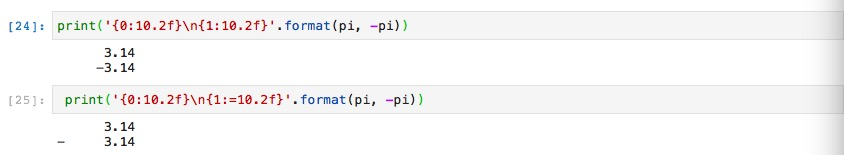 [24]: print('{0:10.2f}\n{1:10.2f}'.format(pi, -pi))
      3.14
     -3.14
[25]: print('{0:10.2f}\n{1:=10.2f}'.format(pi, -pi))
      3.14
-     3.14